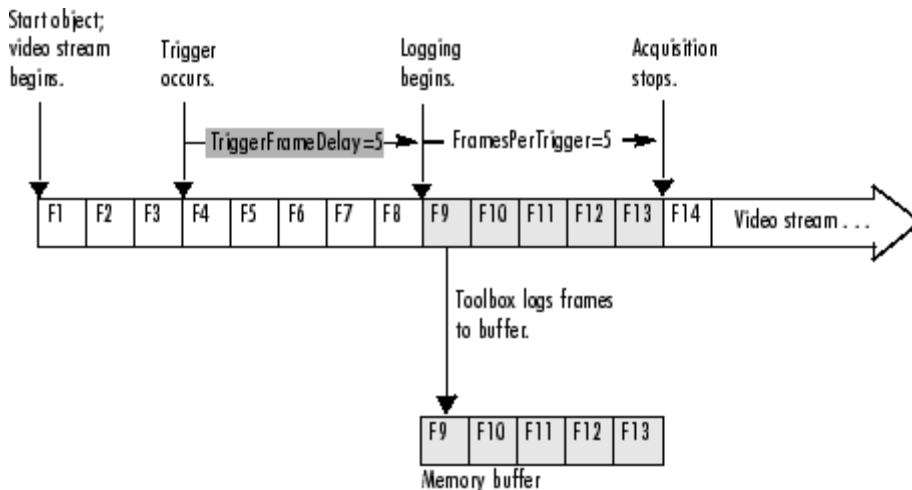 Start object;
video stream
begins.
Trigger
occurs.
Logging
begins.
Acquisition
stops.
TriggerFrameDelay=5
FramesPerTrigger=5
F1 F2 F3 F4 F5 F6 F7 F8 F9 F10 F11 F12 F13 F14 Video stream . . .
Toolbox logs frames
to buffer.
F9 F10 F11 F12 F13
Memory buffer